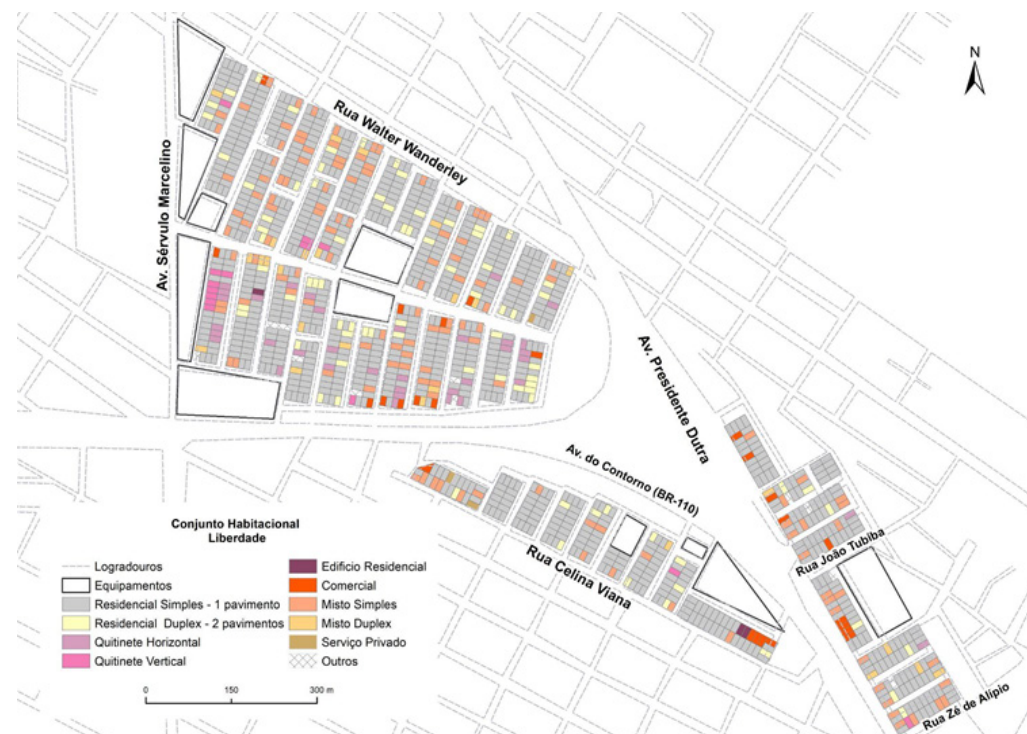 N
Rua Walter Wanderley
Av. Sérvulo Marcelino
Av. Presidente Dutra
Av. do Contorno (BR-110)
Rua Celina Viana
Rua João Tubiba
Rua Zé de Alípio
Conjunto Habitacional
Liberdade
Logradouros
Equipamentos
Residencial Simples - 1 pavimento
Residencial Duplex - 2 pavimentos
Quitinete Horizontal
Quitinete Vertical
Edifício Residencial
Comercial
Misto Simples
Misto Duplex
Serviço Privado
Outros
0 150 300 m